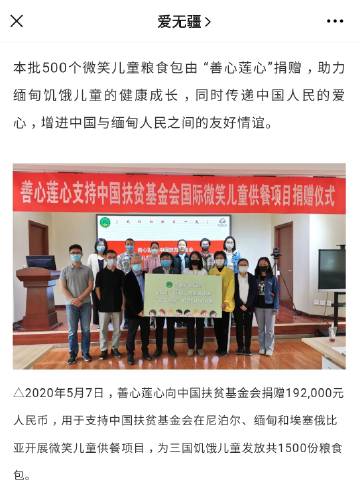 爱无疆
本批500个微笑儿童粮食包由“善心莲心”捐赠，助力
缅甸饥饿儿童的健康成长，同时传递中国人民的爱
心，增进中国与缅甸人民之间的友好情谊。
善心莲心支持中国扶贫基金会国际微笑儿童供餐项目捐赠仪式
△2020年5月7日，善心莲心向中国扶贫基金会捐赠192,000元
人民币，用于支持中国扶贫基金会在尼泊尔、缅甸和埃塞俄比
亚开展微笑儿童供餐项目，为三国饥饿儿童发放共1500份粮食
包。